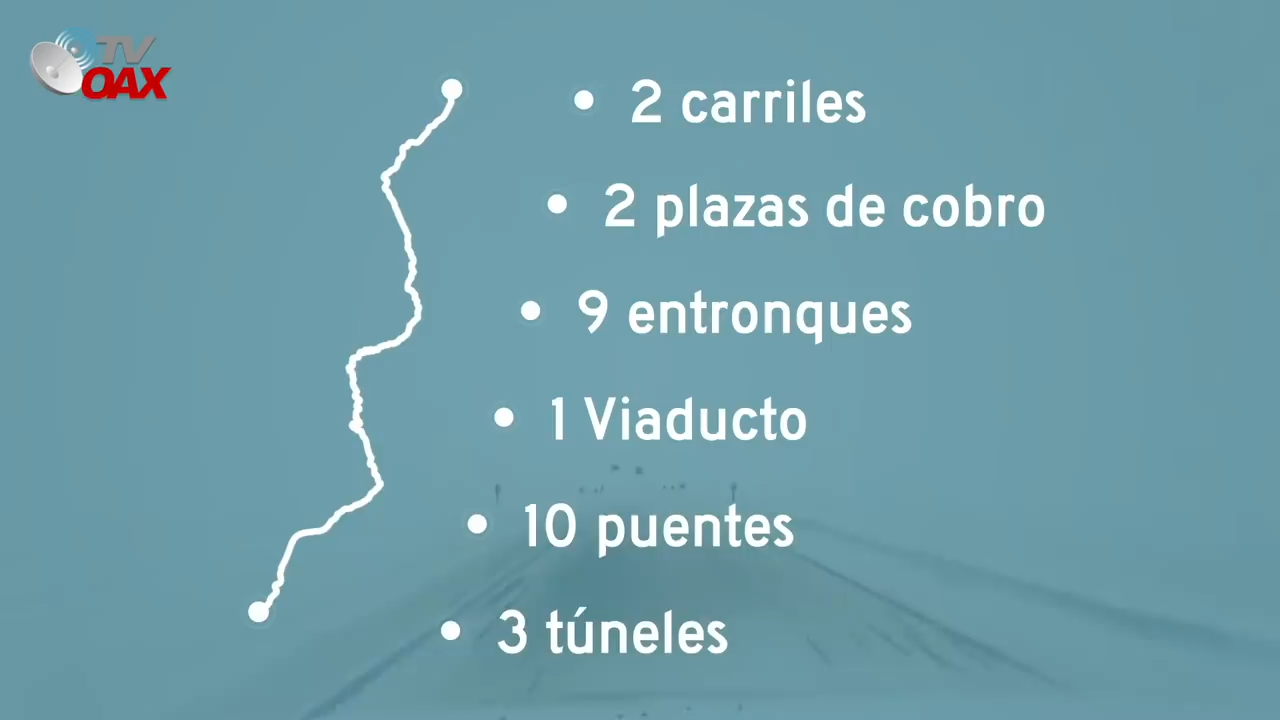 TV
OAX
2 carriles
2 plazas de cobro
9 entronques
1 Viaducto
10 puentes
3 túneles